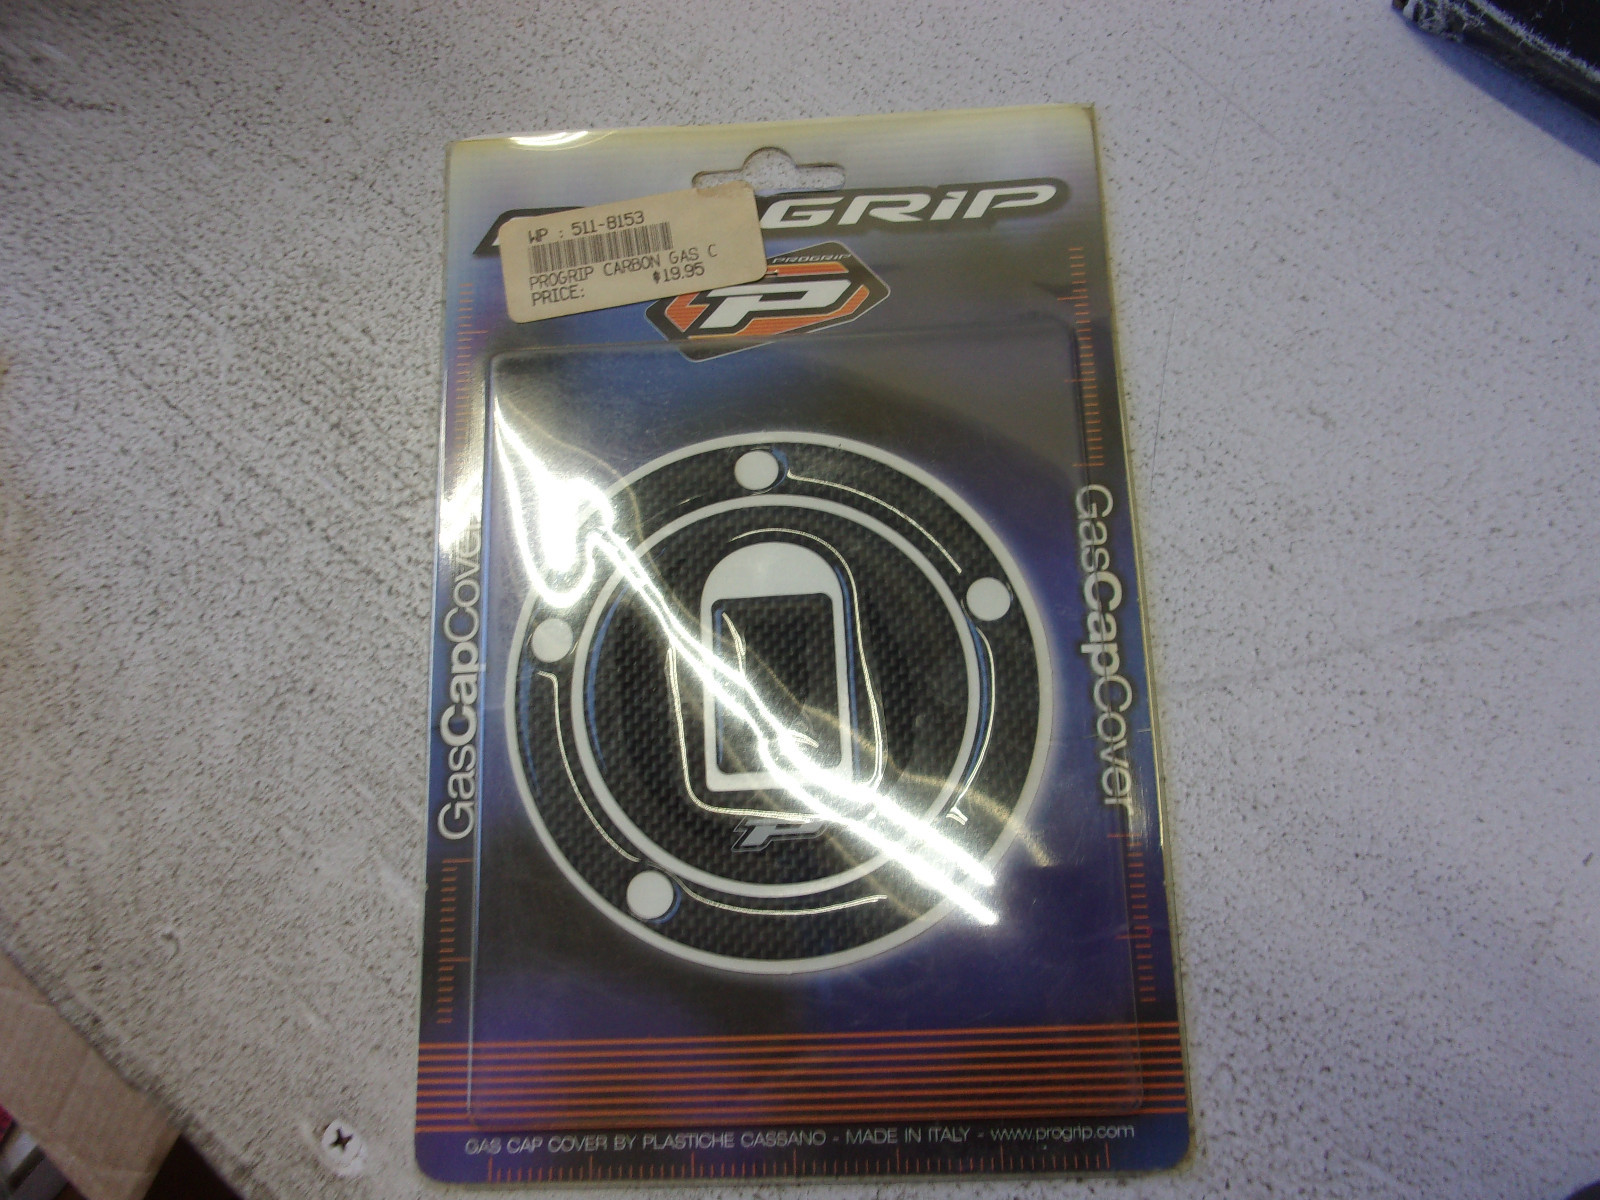 GRIP
WP : 511-B153
PROGRIP CARBON GAS C
PRICE: $19.95
PROGRIP
P
GasCapCover
GasCapCover
P
GAS CAP COVER BY PLASTICHE CASSANO - MADE IN ITALY - www.progrip.com